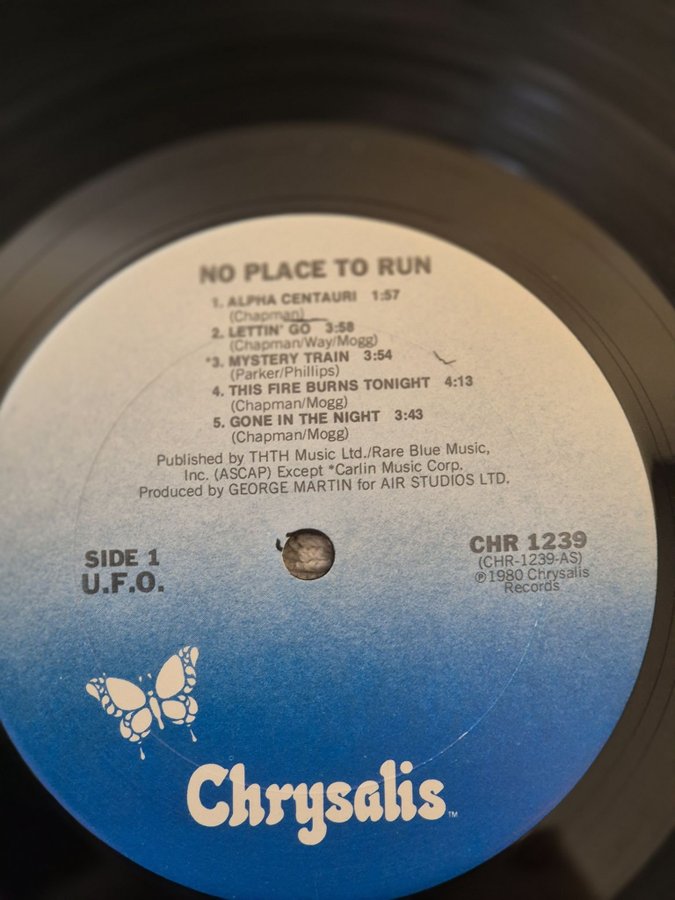 NO PLACE TO RUN
1. ALPHA CENTAURI 1:57
(Chapman)
2. LETTIN' GO 3:58
(Chapman/Way/Mogg)
*3. MYSTERY TRAIN 3:54
(Parker/Phillips)
4. THIS FIRE BURNS TONIGHT 4:13
(Chapman/Mogg)
5. GONE IN THE NIGHT 3:43
(Chapman/Mogg)
Published by THTH Music Ltd./Rare Blue Music,
Inc. (ASCAP) Except *Carlin Music Corp.
Produced by GEORGE MARTIN for AIR STUDIOS LTD.
SIDE 1
U.F.O.
CHR 1239
(CHR-1239-AS)
℗1980 Chrysalis
Records
Chrysalis™